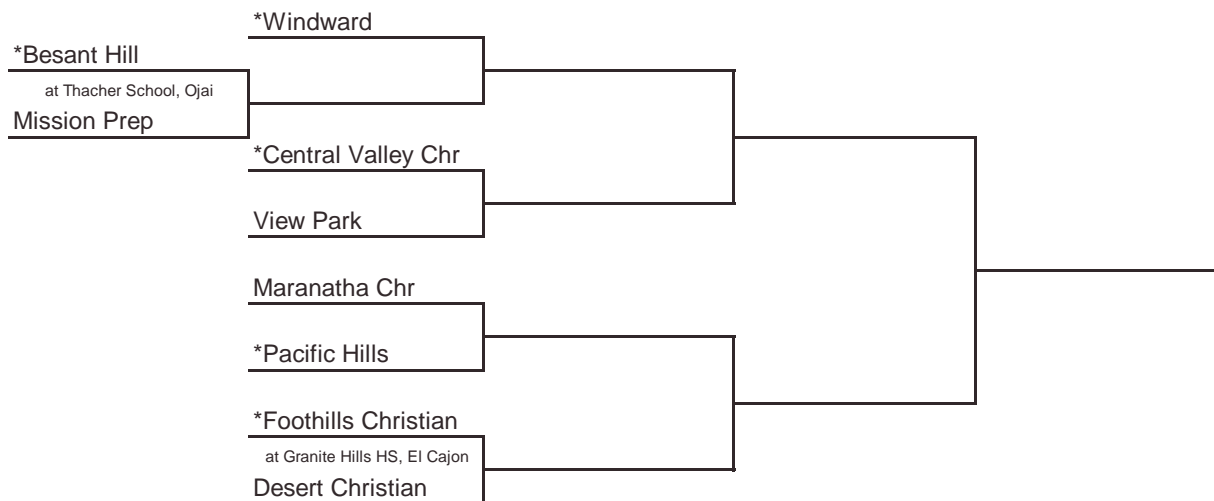 *Windward
*Besant Hill
at Thacher School, Ojai
Mission Prep
*Central Valley Chr
View Park
Maranatha Chr
*Pacific Hills
*Foothills Christian
at Granite Hills HS, El Cajon
Desert Christian